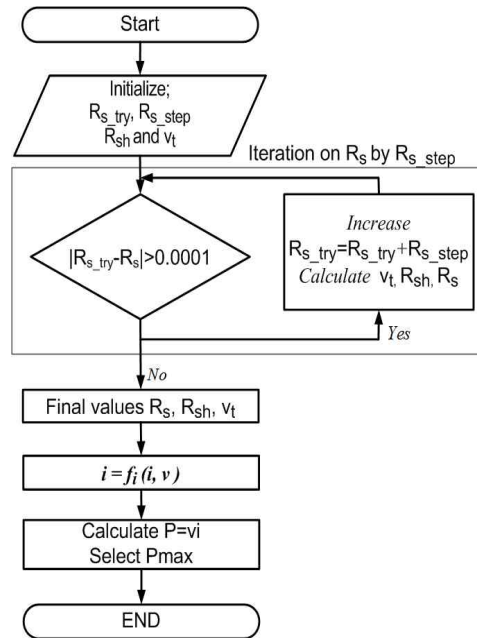 Start
Initialize;
Rs_try, Rs_step
Rsh and vt
Iteration on Rs by Rs_step
|Rs_try-Rs|>0.0001
Increase
Rs_try=Rs_try+Rs_step
Calculate vt, Rsh, Rs
Yes
No
Final values Rs, Rsh, vt
i = fi (i, v)
Calculate P=vi
Select Pmax
END